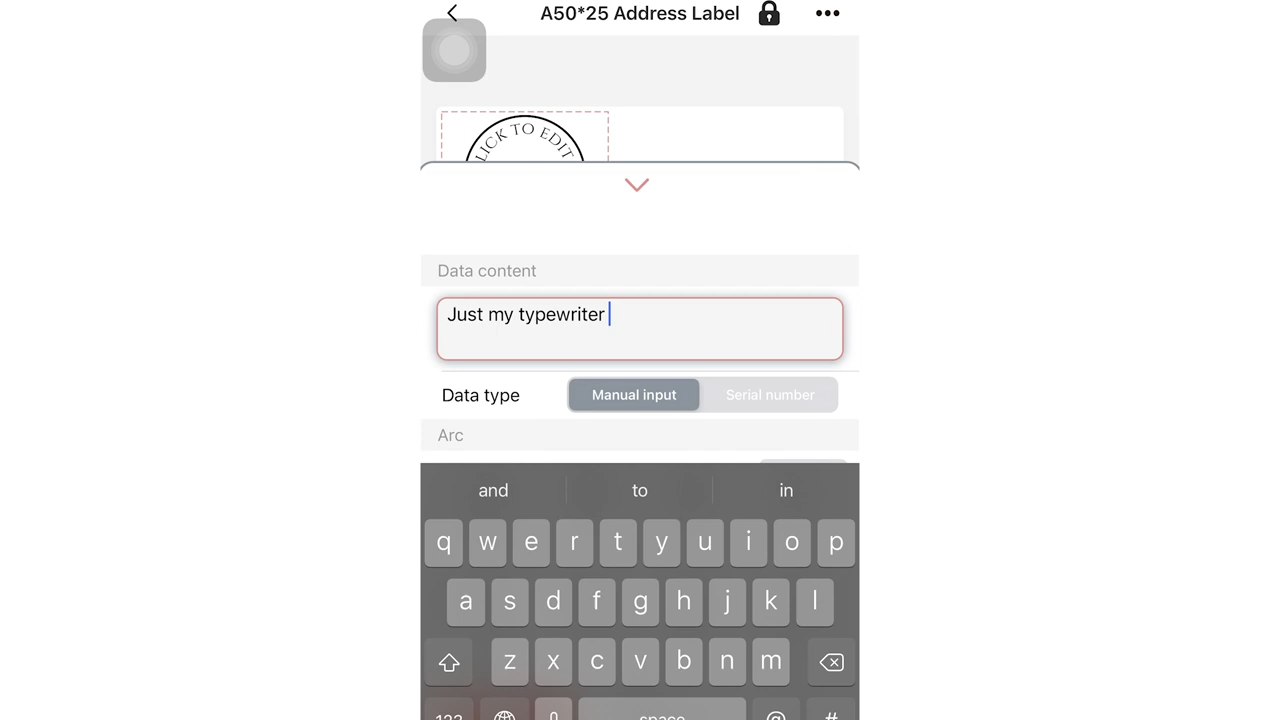 A50*25 Address Label
LICK TO EDIT
Data content
Just my typewriter
Data type
Manual input
Serial number
Arc
and to in
q w e r t y u i o p
a s d f g h j k l
z x c v b n m
123 space @ #